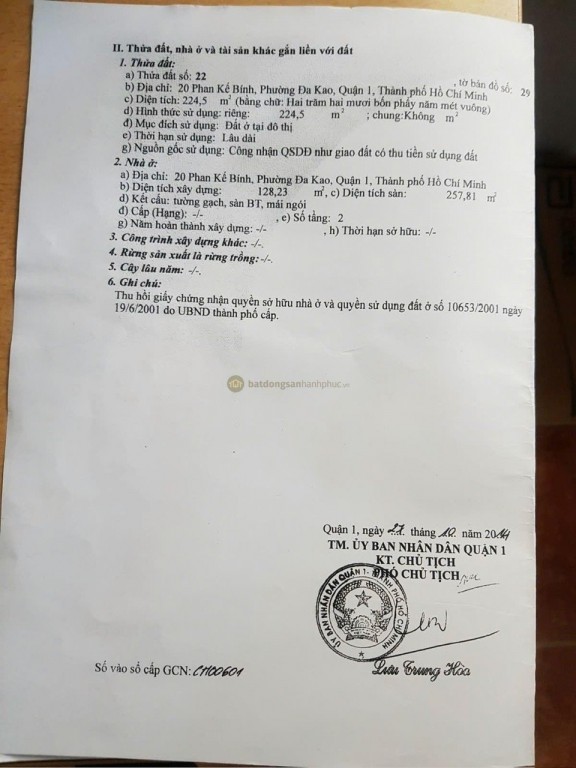 II. Thửa đất, nhà ở và tài sản khác gắn liền với đất
1. Thửa đất:
a) Thửa đất số: 22 , tờ bản đồ số: 29
b) Địa chỉ: 20 Phan Kế Bính, Phường Đa Kao, Quận 1, Thành phố Hồ Chí Minh
c) Diện tích: 224,5 m² (bằng chữ: Hai trăm hai mươi bốn phẩy năm mét vuông)
d) Hình thức sử dụng: riêng: 224,5 m² ; chung:Không m²
đ) Mục đích sử dụng: Đất ở tại đô thị
e) Thời hạn sử dụng: Lâu dài
g) Nguồn gốc sử dụng: Công nhận QSDĐ như giao đất có thu tiền sử dụng đất
2. Nhà ở:
a) Địa chỉ: 20 Phan Kế Bính, Phường Đa Kao, Quận 1, Thành phố Hồ Chí Minh
b) Diện tích xây dựng: 128,23 m², c) Diện tích sàn: 257,81 m²
d) Kết cấu: tường gạch, sàn BT, mái ngói
đ) Cấp (Hạng): -/- , e) Số tầng: 2
g) Năm hoàn thành xây dựng: -/- , h) Thời hạn sở hữu: -/-
3. Công trình xây dựng khác: -/-.
4. Rừng sản xuất là rừng trồng:-/-.
5. Cây lâu năm: -/-.
6. Ghi chú:
Thu hồi giấy chứng nhận quyền sở hữu nhà ở và quyền sử dụng đất ở số 10653/2001 ngày
19/6/2001 do UBND thành phố cấp.
batdongsanhanhphuc.vn
Quận 1, ngày 27 tháng 10 năm 2014
TM. ỦY BAN NHÂN DÂN QUẬN 1
KT. CHỦ TỊCH
PHÓ CHỦ TỊCH
ỦY BAN NHÂN DÂN QUẬN 1 - THÀNH PHỐ HỒ CHÍ MINH
Số vào sổ cấp GCN: CH00601
Lưu Trung Hòa